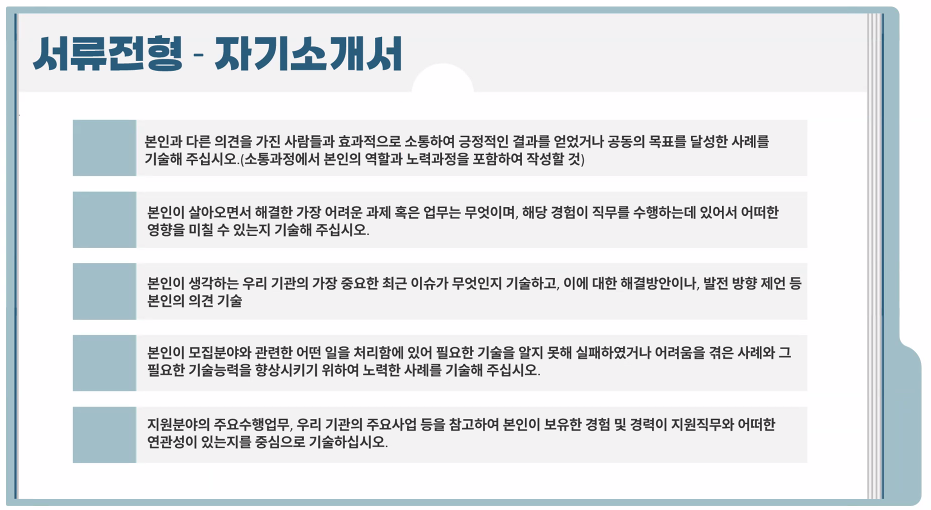 서류전형 - 자기소개서
본인과 다른 의견을 가진 사람들과 효과적으로 소통하여 긍정적인 결과를 얻었거나 공동의 목표를 달성한 사례를
기술해 주십시오.(소통과정에서 본인의 역할과 노력과정을 포함하여 작성할 것)
본인이 살아오면서 해결한 가장 어려운 과제 혹은 업무는 무엇이며, 해당 경험이 직무를 수행하는데 있어서 어떠한
영향을 미칠 수 있는지 기술해 주십시오.
본인이 생각하는 우리 기관의 가장 중요한 최근 이슈가 무엇인지 기술하고, 이에 대한 해결방안이나, 발전 방향 제언 등
본인의 의견 기술
본인이 모집분야와 관련한 어떤 일을 처리함에 있어 필요한 기술을 알지 못해 실패하였거나 어려움을 겪은 사례와 그
필요한 기술능력을 향상시키기 위하여 노력한 사례를 기술해 주십시오.
지원분야의 주요수행업무, 우리 기관의 주요사업 등을 참고하여 본인이 보유한 경험 및 경력이 지원직무와 어떠한
연관성이 있는지를 중심으로 기술하십시오.